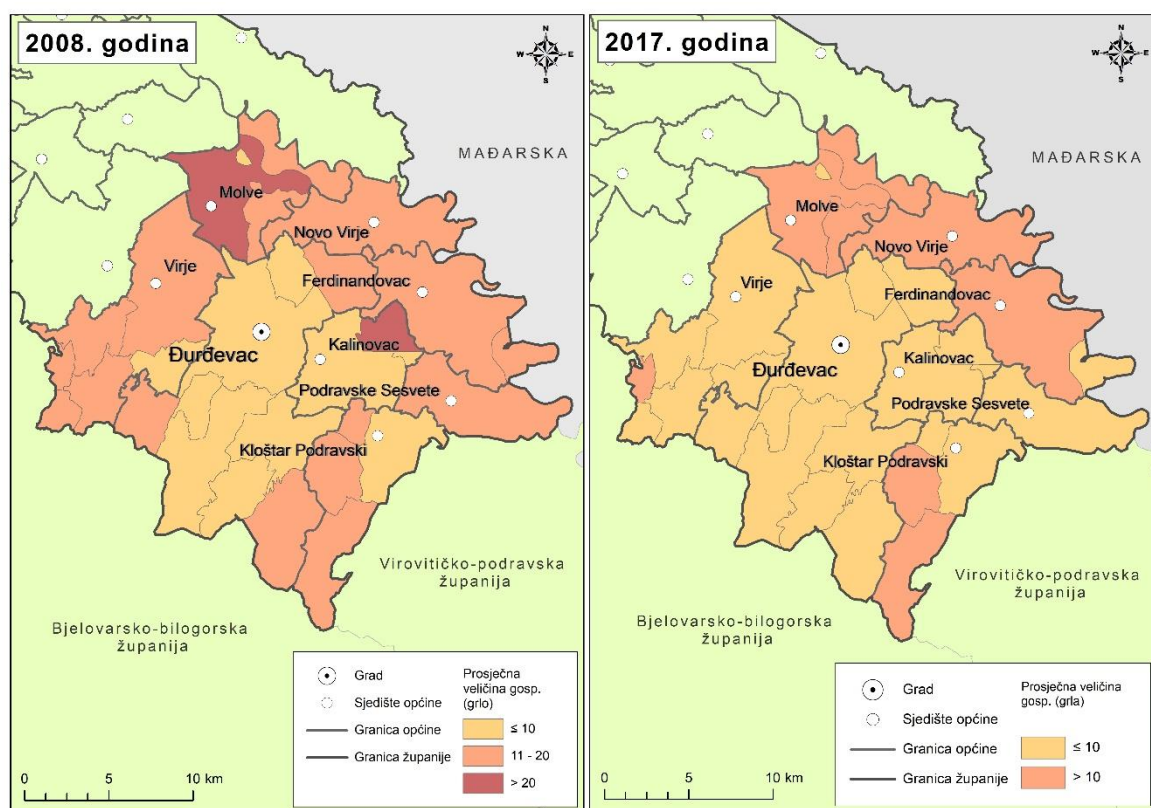 2008. godina
N
W E
S
MAĐARSKA
Molve
Novo Virje
Virje
Ferdinandovac
Kalinovac
Đurđevac
Podravske Sesvete
Kloštar Podravski
Virovitičko-podravska
županija
Bjelovarsko-bilogorska
županija
Grad
Sjedište općine
Granica općine
Granica županije
Prosječna
veličina gosp.
(grlo)
≤ 10
11 - 20
> 20
0 5 10 km
2017. godina
N
W E
S
MAĐARSKA
Molve
Novo Virje
Virje
Ferdinandovac
Kalinovac
Đurđevac
Podravske Sesvete
Kloštar Podravski
Virovitičko-podravska
županija
Bjelovarsko-bilogorska
županija
Grad
Sjedište općine
Granica općine
Granica županije
Prosječna veličina
gosp. (grla)
≤ 10
> 10
0 5 10 km